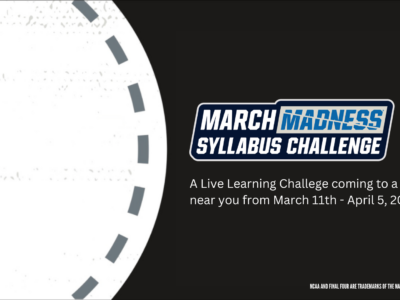 MARCH MADNESS
SYLLABUS CHALLENGE
A Live Learning Challege coming to a
near you from March 11th - April 5, 20
NCAA AND FINAL FOUR ARE TRADEMARKS OF THE NA